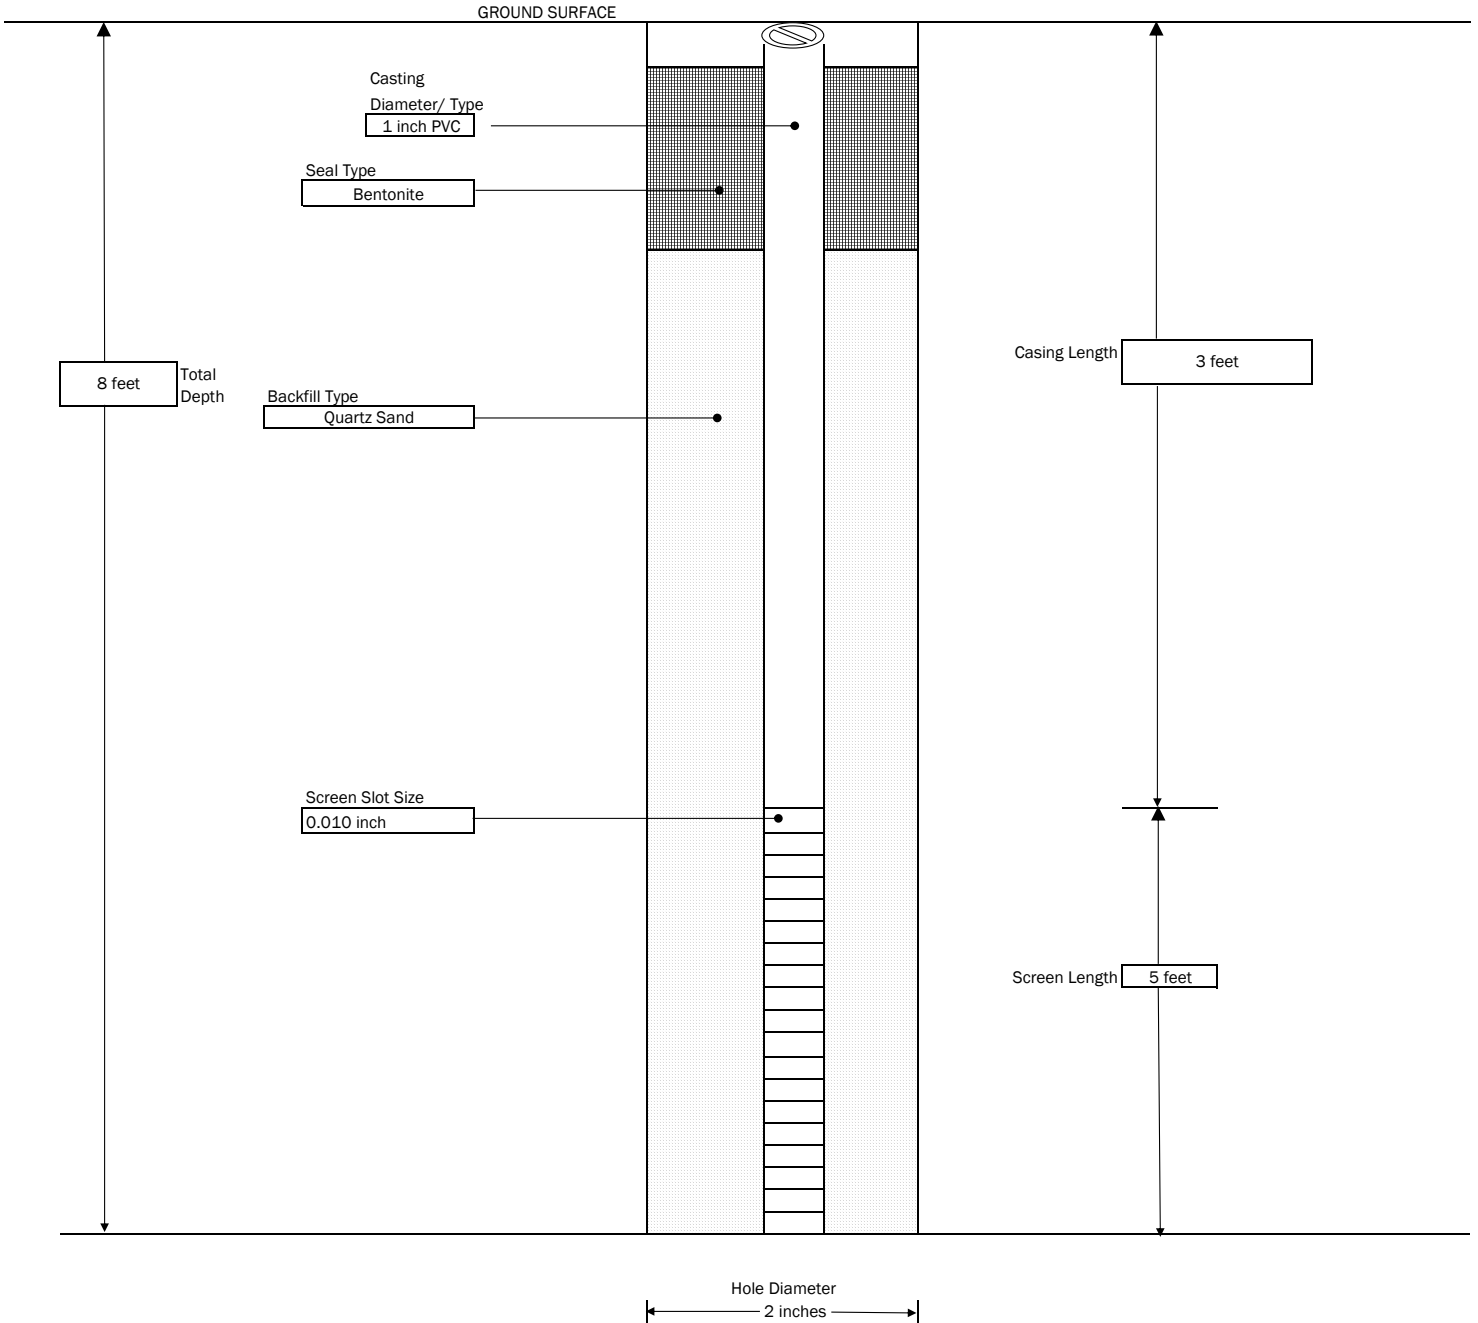 GROUND SURFACE
Casting
Diameter/ Type
1 inch PVC
Seal Type
Bentonite
Casing Length
3 feet
8 feet
Total
Depth
Backfill Type
Quartz Sand
Screen Slot Size
0.010 inch
Screen Length
5 feet
Hole Diameter
2 inches